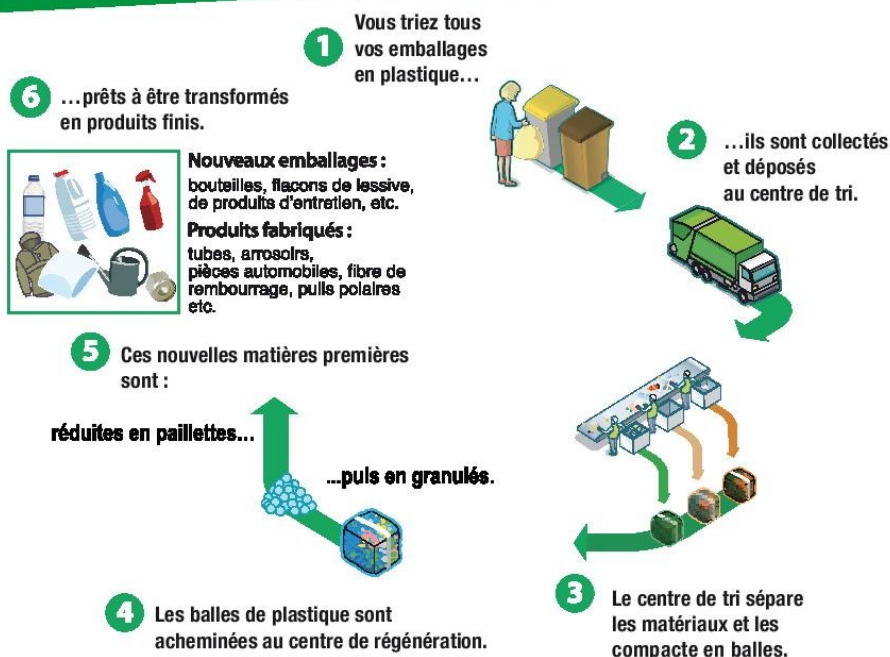 1
Vous triez tous
vos emballages
en plastique…
2
…ils sont collectés
et déposés
au centre de tri.
3
Le centre de tri sépare
les matériaux et les
compacte en balles.
4
Les balles de plastique sont
acheminées au centre de régénération.
5
Ces nouvelles matières premières
sont :
réduites en paillettes…
...puis en granulés.
6
…prêts à être transformés
en produits finis.
Nouveaux emballages :
bouteilles, flacons de lessive,
de produits d'entretien, etc.
Produits fabriqués :
tubes, arrosoirs,
pièces automobiles, fibre de
rembourrage, pulls polaires
etc.